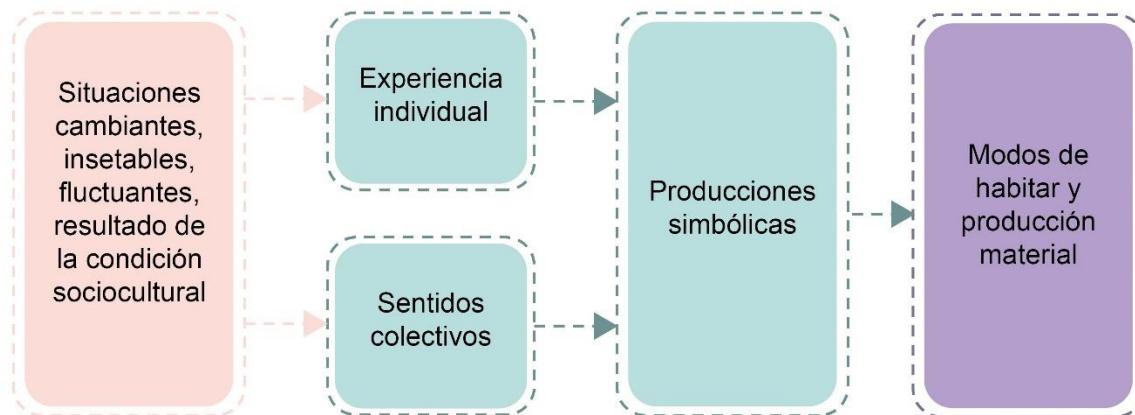 Situaciones
cambiantes,
insetables,
fluctuantes,
resultado de
la condición
sociocultural
Experiencia
individual
Sentidos
colectivos
Producciones
simbólicas
Modos de
habitar y
producción
material